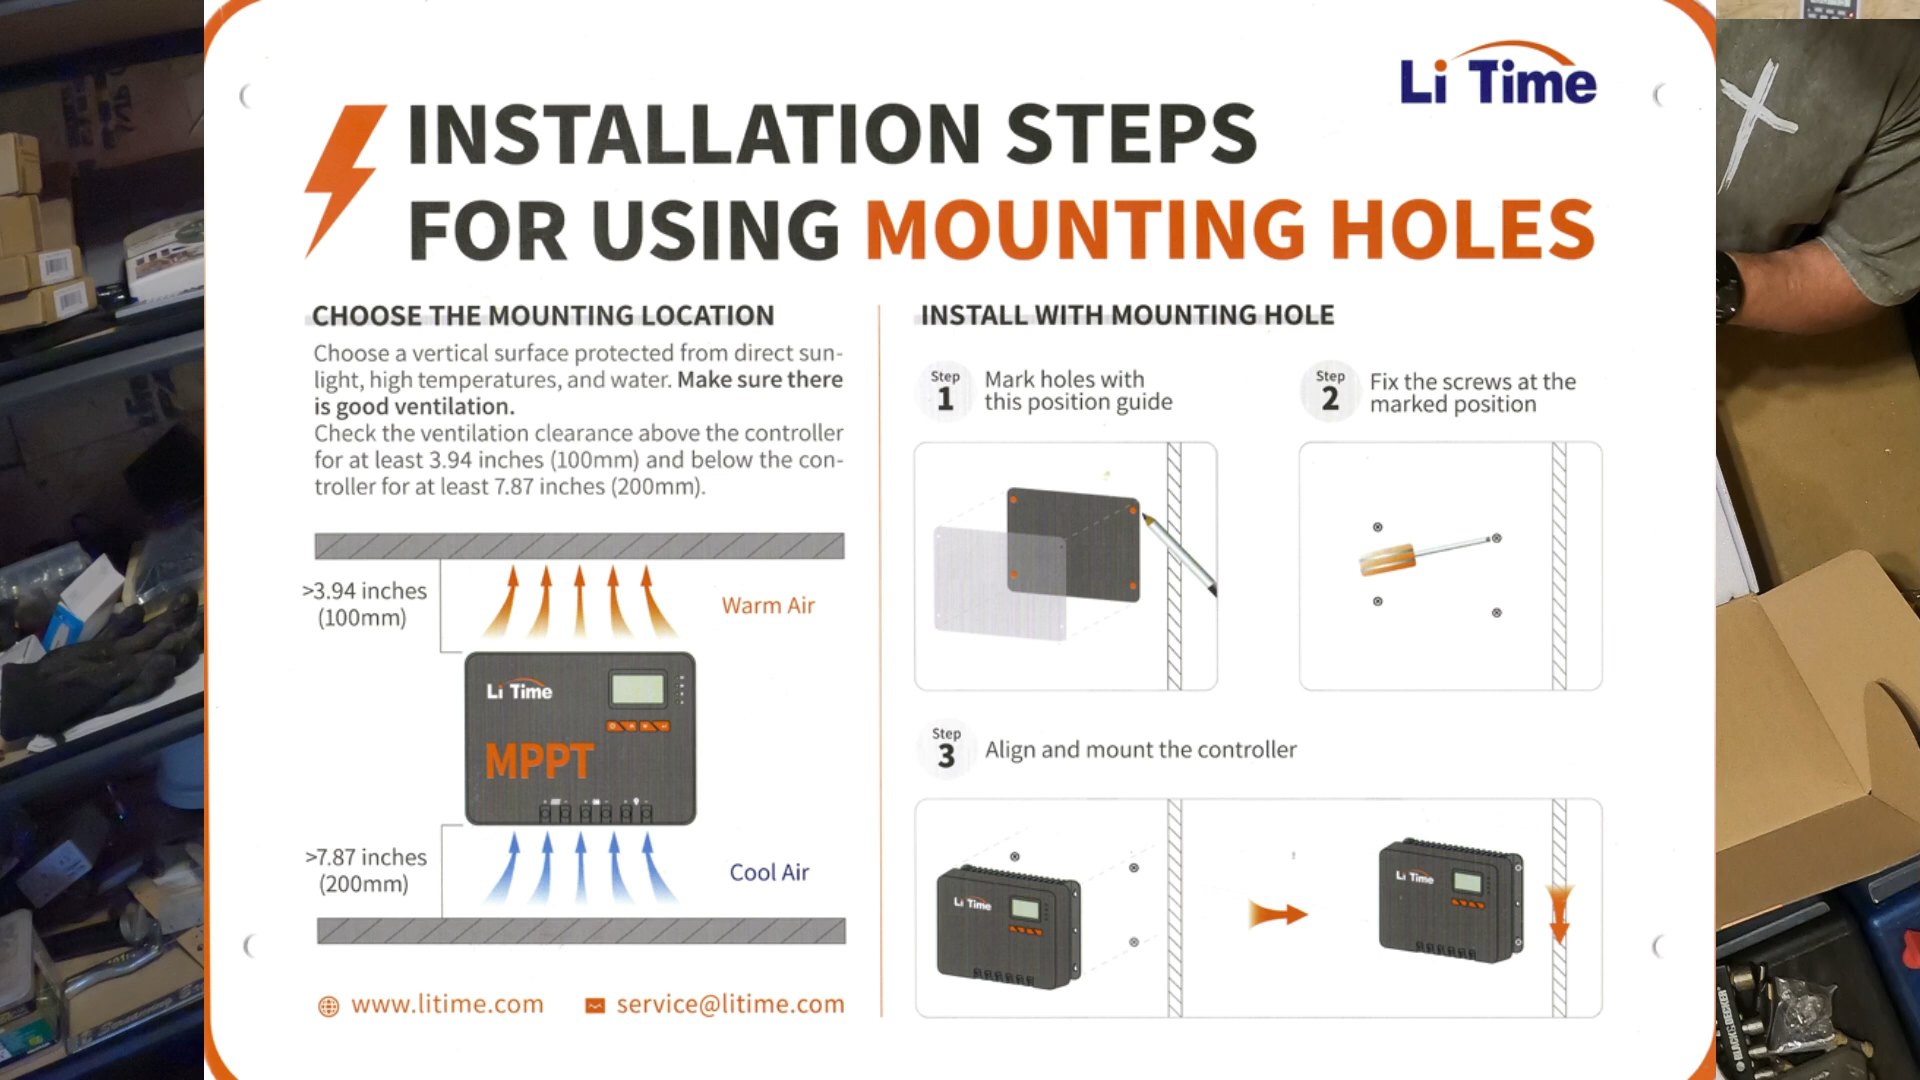 Li Time
INSTALLATION STEPS
FOR USING MOUNTING HOLES
CHOOSE THE MOUNTING LOCATION
Choose a vertical surface protected from direct sun-
light, high temperatures, and water. Make sure there
is good ventilation.
Check the ventilation clearance above the controller
for at least 3.94 inches (100mm) and below the con-
troller for at least 7.87 inches (200mm).
>3.94 inches
(100mm)
Warm Air
Li Time
MPPT
>7.87 inches
(200mm)
Cool Air
www.litime.com
service@litime.com
INSTALL WITH MOUNTING HOLE
Step
1
Mark holes with
this position guide
Step
2
Fix the screws at the
marked position
Step
3
Align and mount the controller
Li Time
Li Time
BLACK&DECKER